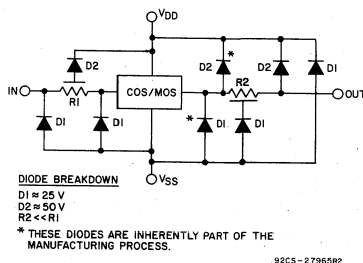 VDD
D2
D2
*
R2
D2
D1
IN
R1
COS/MOS
OUT
D1
D1
*
D1
D1
VSS
DIODE BREAKDOWN
D1 ≈ 25 V
D2 ≈ 50 V
R2 << R1
* THESE DIODES ARE INHERENTLY PART OF THE
MANUFACTURING PROCESS.
92CS-27965R2